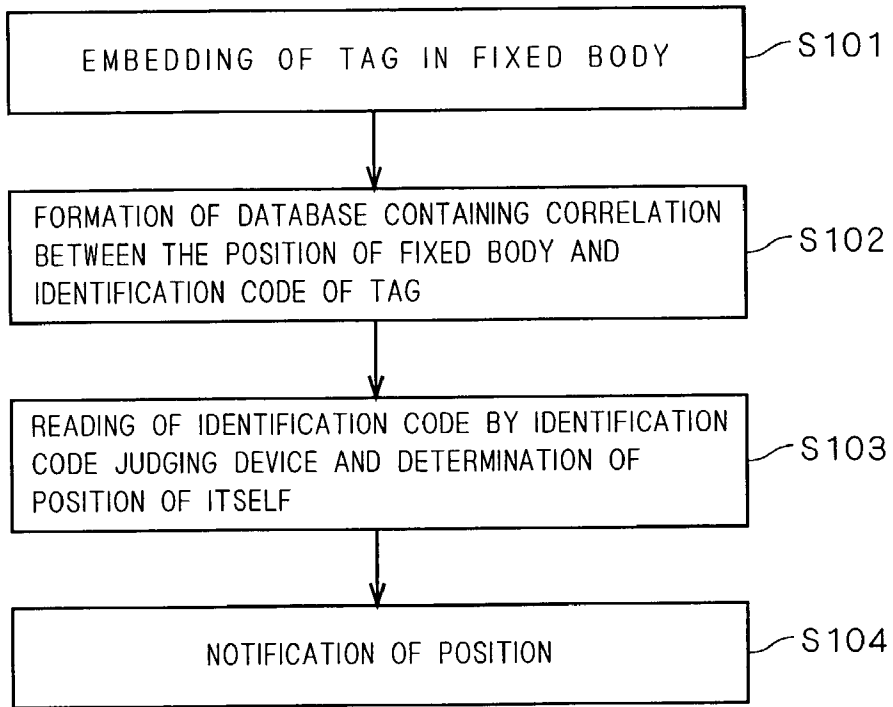 EMBEDDING OF TAG IN FIXED BODY
S101
FORMATION OF DATABASE CONTAINING CORRELATION
BETWEEN THE POSITION OF FIXED BODY AND
IDENTIFICATION CODE OF TAG
S102
READING OF IDENTIFICATION CODE BY IDENTIFICATION
CODE JUDGING DEVICE AND DETERMINATION OF
POSITION OF ITSELF
S103
NOTIFICATION OF POSITION
S104